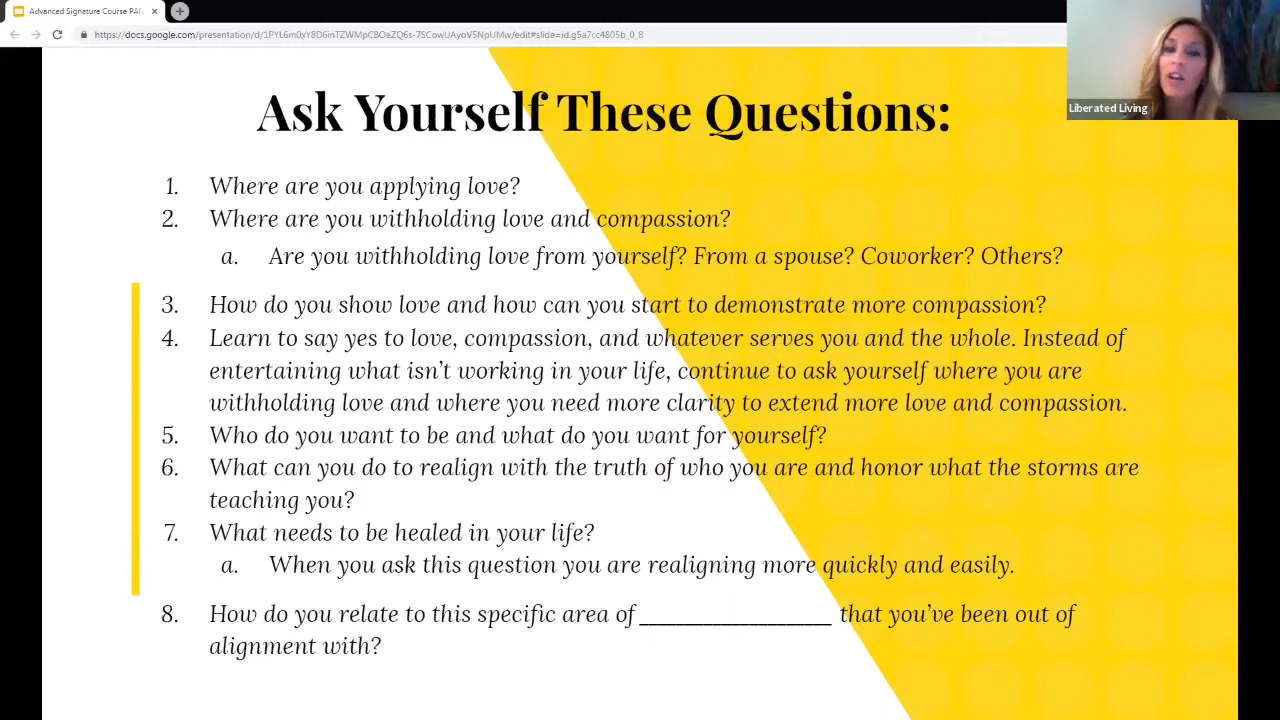 Advanced Signature Course PAN
https://docs.google.com/presentation/d/1PYL6m0xY8D6inTZWMpCBOeZQ6s-7SCowUAyoV5NpUMw/edit#slide=id.g5a7cc4805b_0_8
Liberated Living
Ask Yourself These Questions:
1. Where are you applying love?
2. Where are you withholding love and compassion?
a. Are you withholding love from yourself? From a spouse? Coworker? Others?
3. How do you show love and how can you start to demonstrate more compassion?
4. Learn to say yes to love, compassion, and whatever serves you and the whole. Instead of
entertaining what isn’t working in your life, continue to ask yourself where you are
withholding love and where you need more clarity to extend more love and compassion.
5. Who do you want to be and what do you want for yourself?
6. What can you do to realign with the truth of who you are and honor what the storms are
teaching you?
7. What needs to be healed in your life?
a. When you ask this question you are realigning more quickly and easily.
8. How do you relate to this specific area of ________________ that you’ve been out of
alignment with?